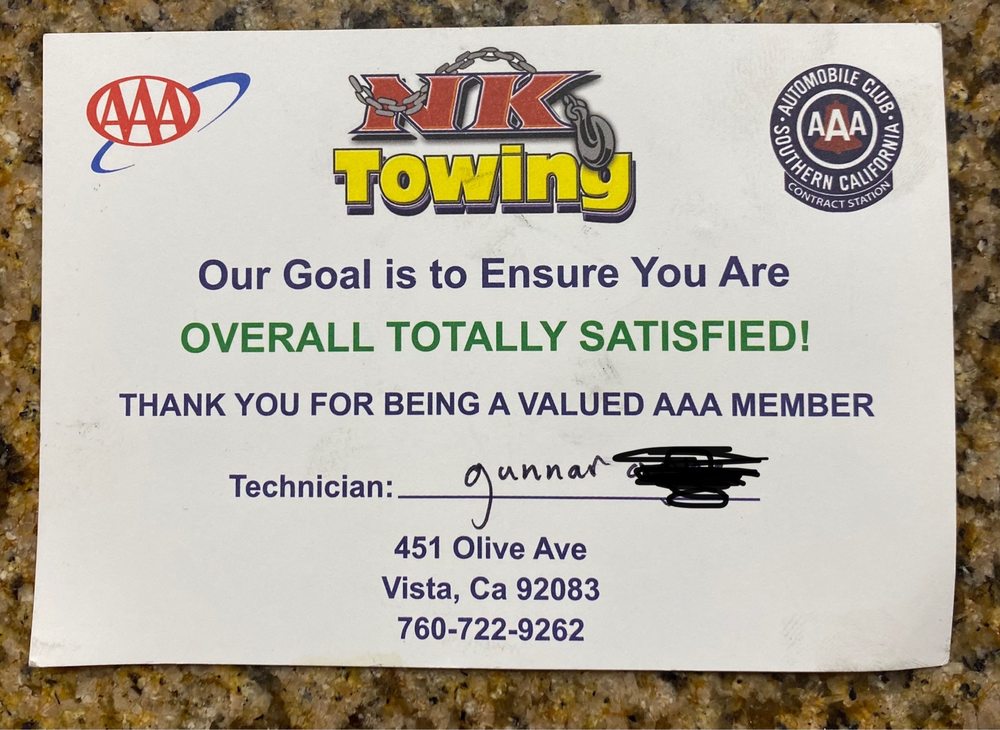 AAA
NK
Towing
AUTOMOBILE CLUB
AAA
SOUTHERN CALIFORNIA
CONTRACT STATION
Our Goal is to Ensure You Are
OVERALL TOTALLY SATISFIED!
THANK YOU FOR BEING A VALUED AAA MEMBER
Technician: gunnar
451 Olive Ave
Vista, Ca 92083
760-722-9262